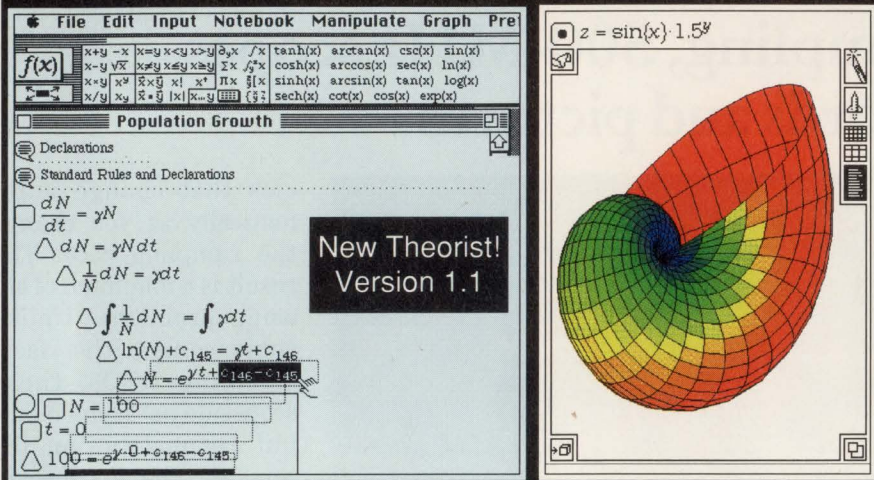 File Edit Input Notebook Manipulate Graph
f(x)
x+y -x x=y x<y x>y ∂yx ∫x tanh(x) arctan(x) csc(x) sin(x)
x-y √x x≠y x≤y x≥y Σx cosh(x) arccos(x) sec(x) ln(x)
x×y x^y x! Πx sinh(x) arcsin(x) tan(x) log(x)
x/y |x| x...y sech(x) cot(x) cos(x) exp(x)
Population Growth
Declarations
Standard Rules and Declarations
dN/dt = γN
dN = γNdt
1/N dN = γdt
∫ 1/N dN = ∫ γdt
ln(N)+c₁₄₅ = γt+c₁₄₆
N = e^γt+c₁₄₆-c₁₄₅
N = 100
t = 0
100 = e^γ·0+c₁₄₆-c₁₄₅
New Theorist!
Version 1.1
z = sin{x}·1.5^y